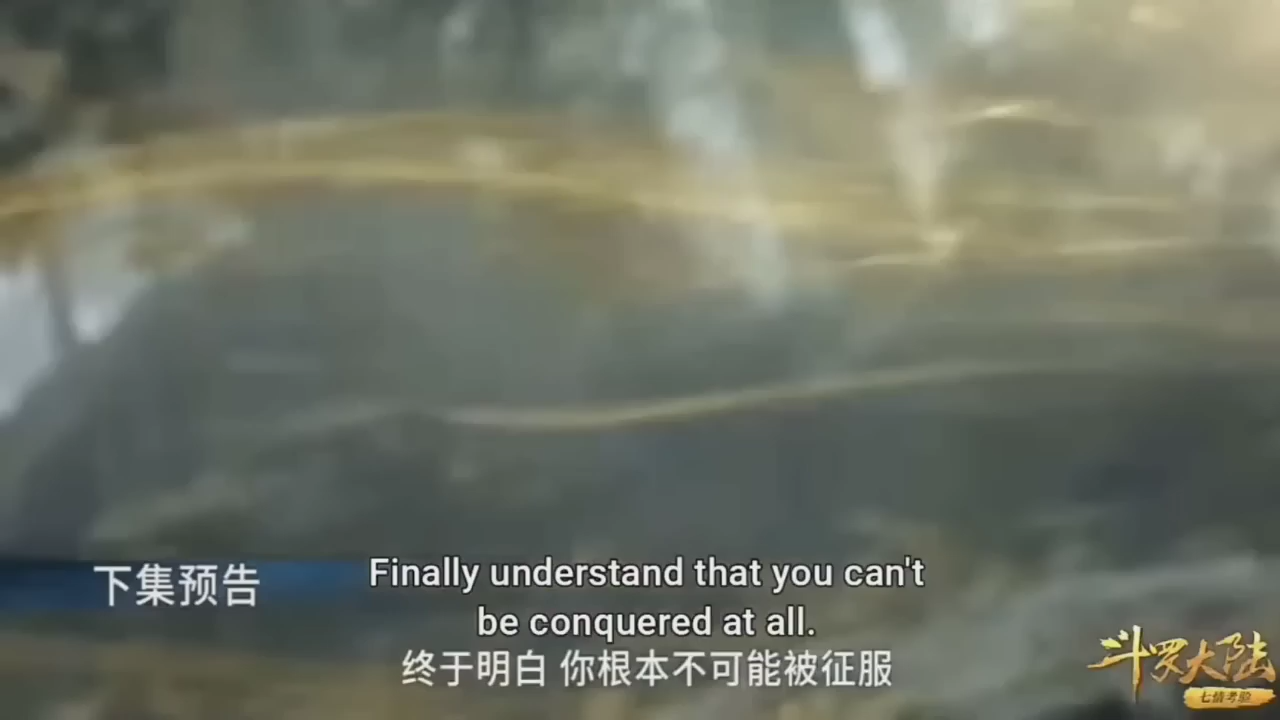 下集预告
Finally understand that you can't
be conquered at all.
终于明白 你根本不可能被征服
斗罗大陆
七情考验